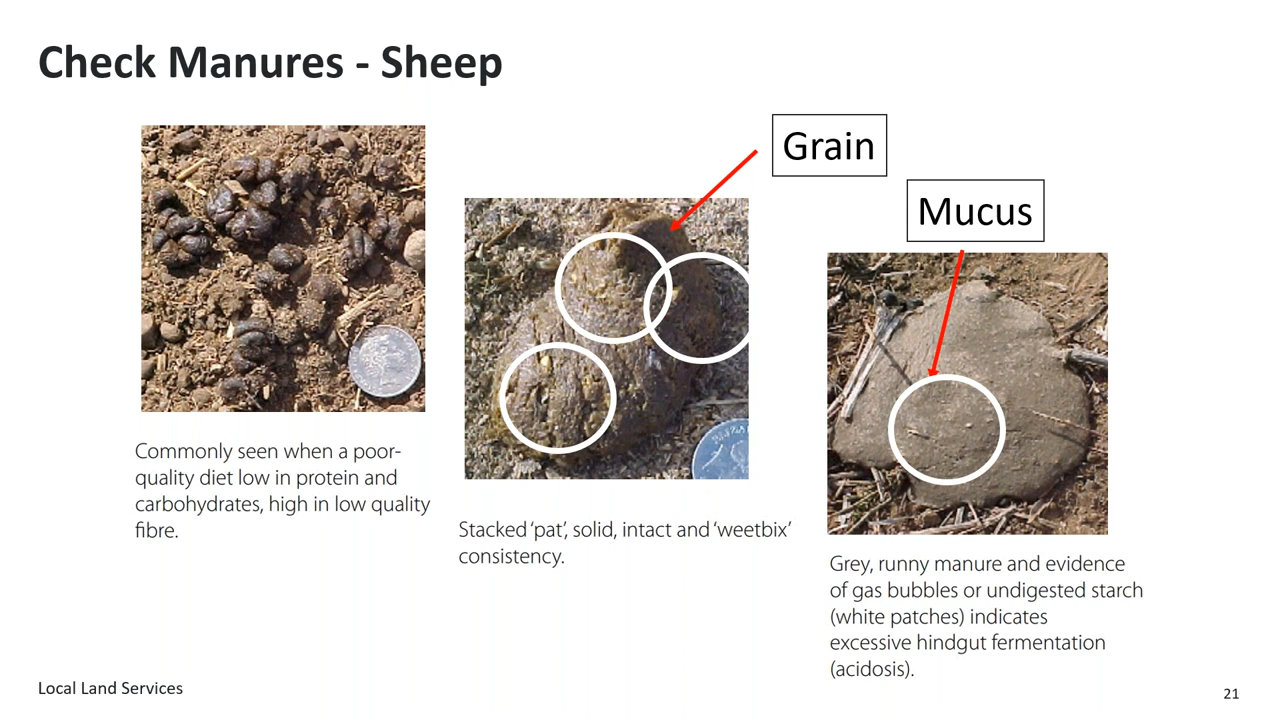 Check Manures - Sheep
Grain
Mucus
Commonly seen when a poor-
quality diet low in protein and
carbohydrates, high in low quality
fibre.
Stacked ‘pat’, solid, intact and ‘weetbix’
consistency.
Grey, runny manure and evidence
of gas bubbles or undigested starch
(white patches) indicates
excessive hindgut fermentation
(acidosis).
Local Land Services
21